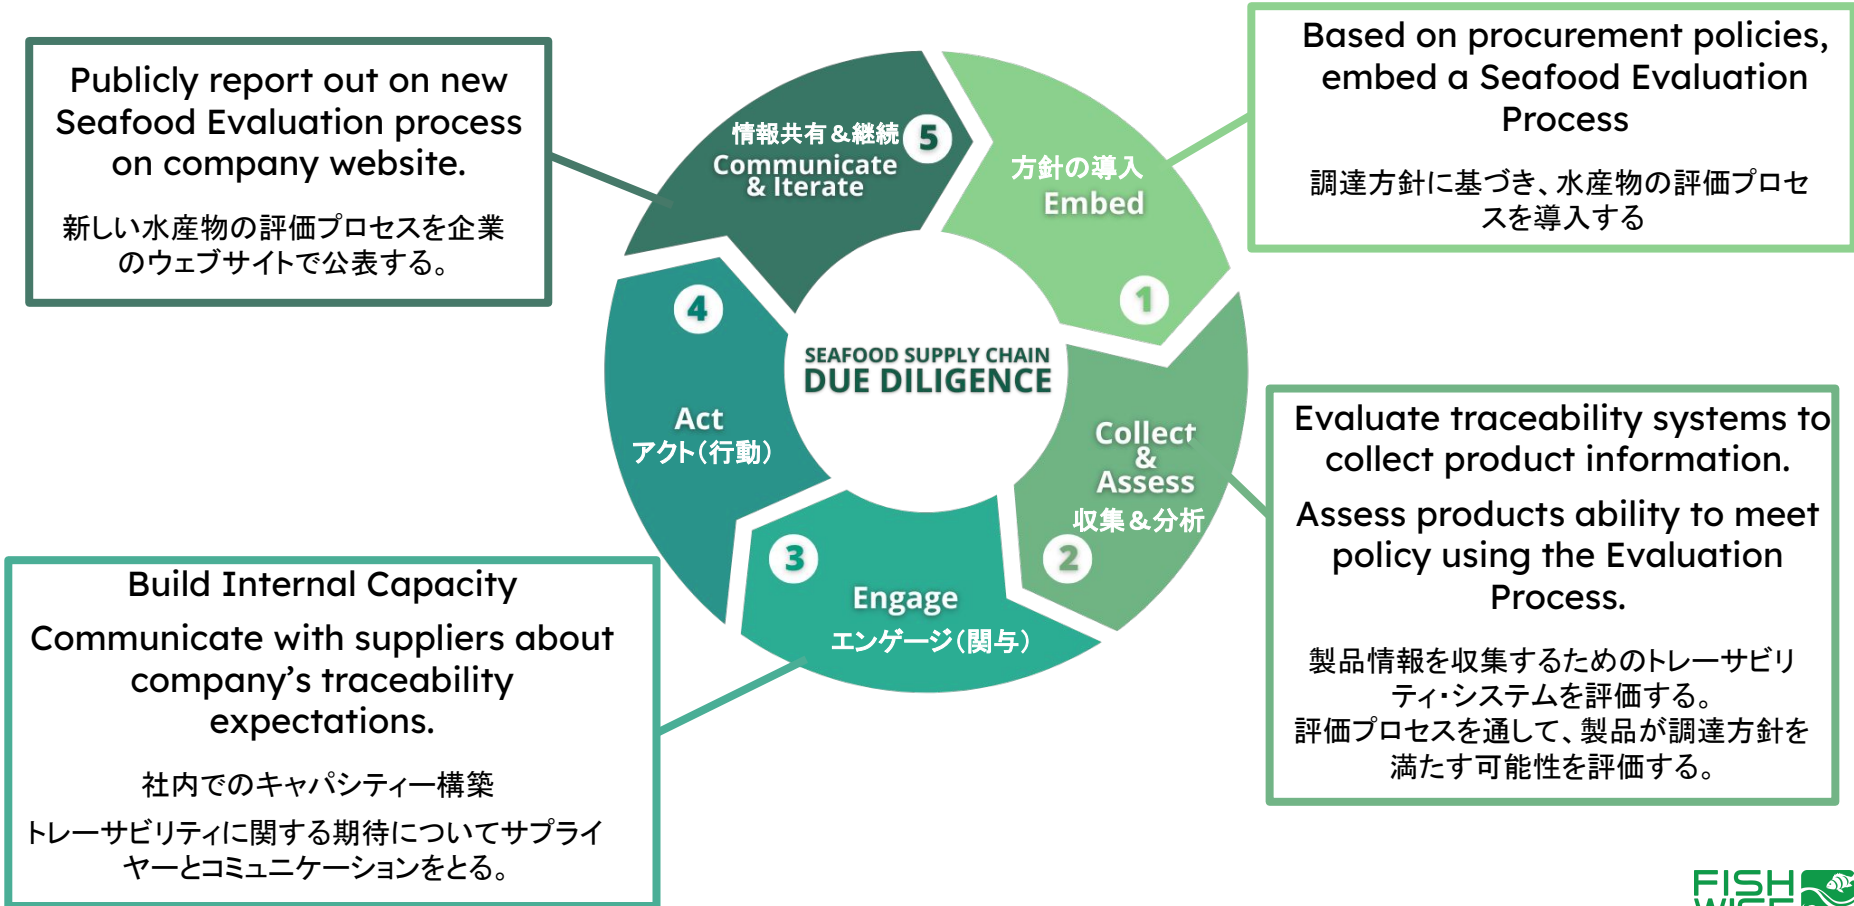 Publicly report out on new
Seafood Evaluation process
on company website.
新しい水産物の評価プロセスを企業
のウェブサイトで公表する。
Based on procurement policies,
embed a Seafood Evaluation
Process
調達方針に基づき、水産物の評価プロセ
スを導入する
情報共有&継続
5
Communicate
& Iterate
方針の導入
Embed
1
4
SEAFOOD SUPPLY CHAIN
DUE DILIGENCE
Act
アクト(行動)
Collect
&
Assess
収集&分析
2
3
Engage
エンゲージ(関与)
Evaluate traceability systems to
collect product information.
Assess products ability to meet
policy using the Evaluation
Process.
製品情報を収集するためのトレーサビリ
ティ・システムを評価する。
評価プロセスを通して、製品が調達方針を
満たす可能性を評価する。
Build Internal Capacity
Communicate with suppliers about
company's traceability
expectations.
社内でのキャパシティー構築
トレーサビリティに関する期待についてサプライ
ヤーとコミュニケーションをとる。
FISH
WISE